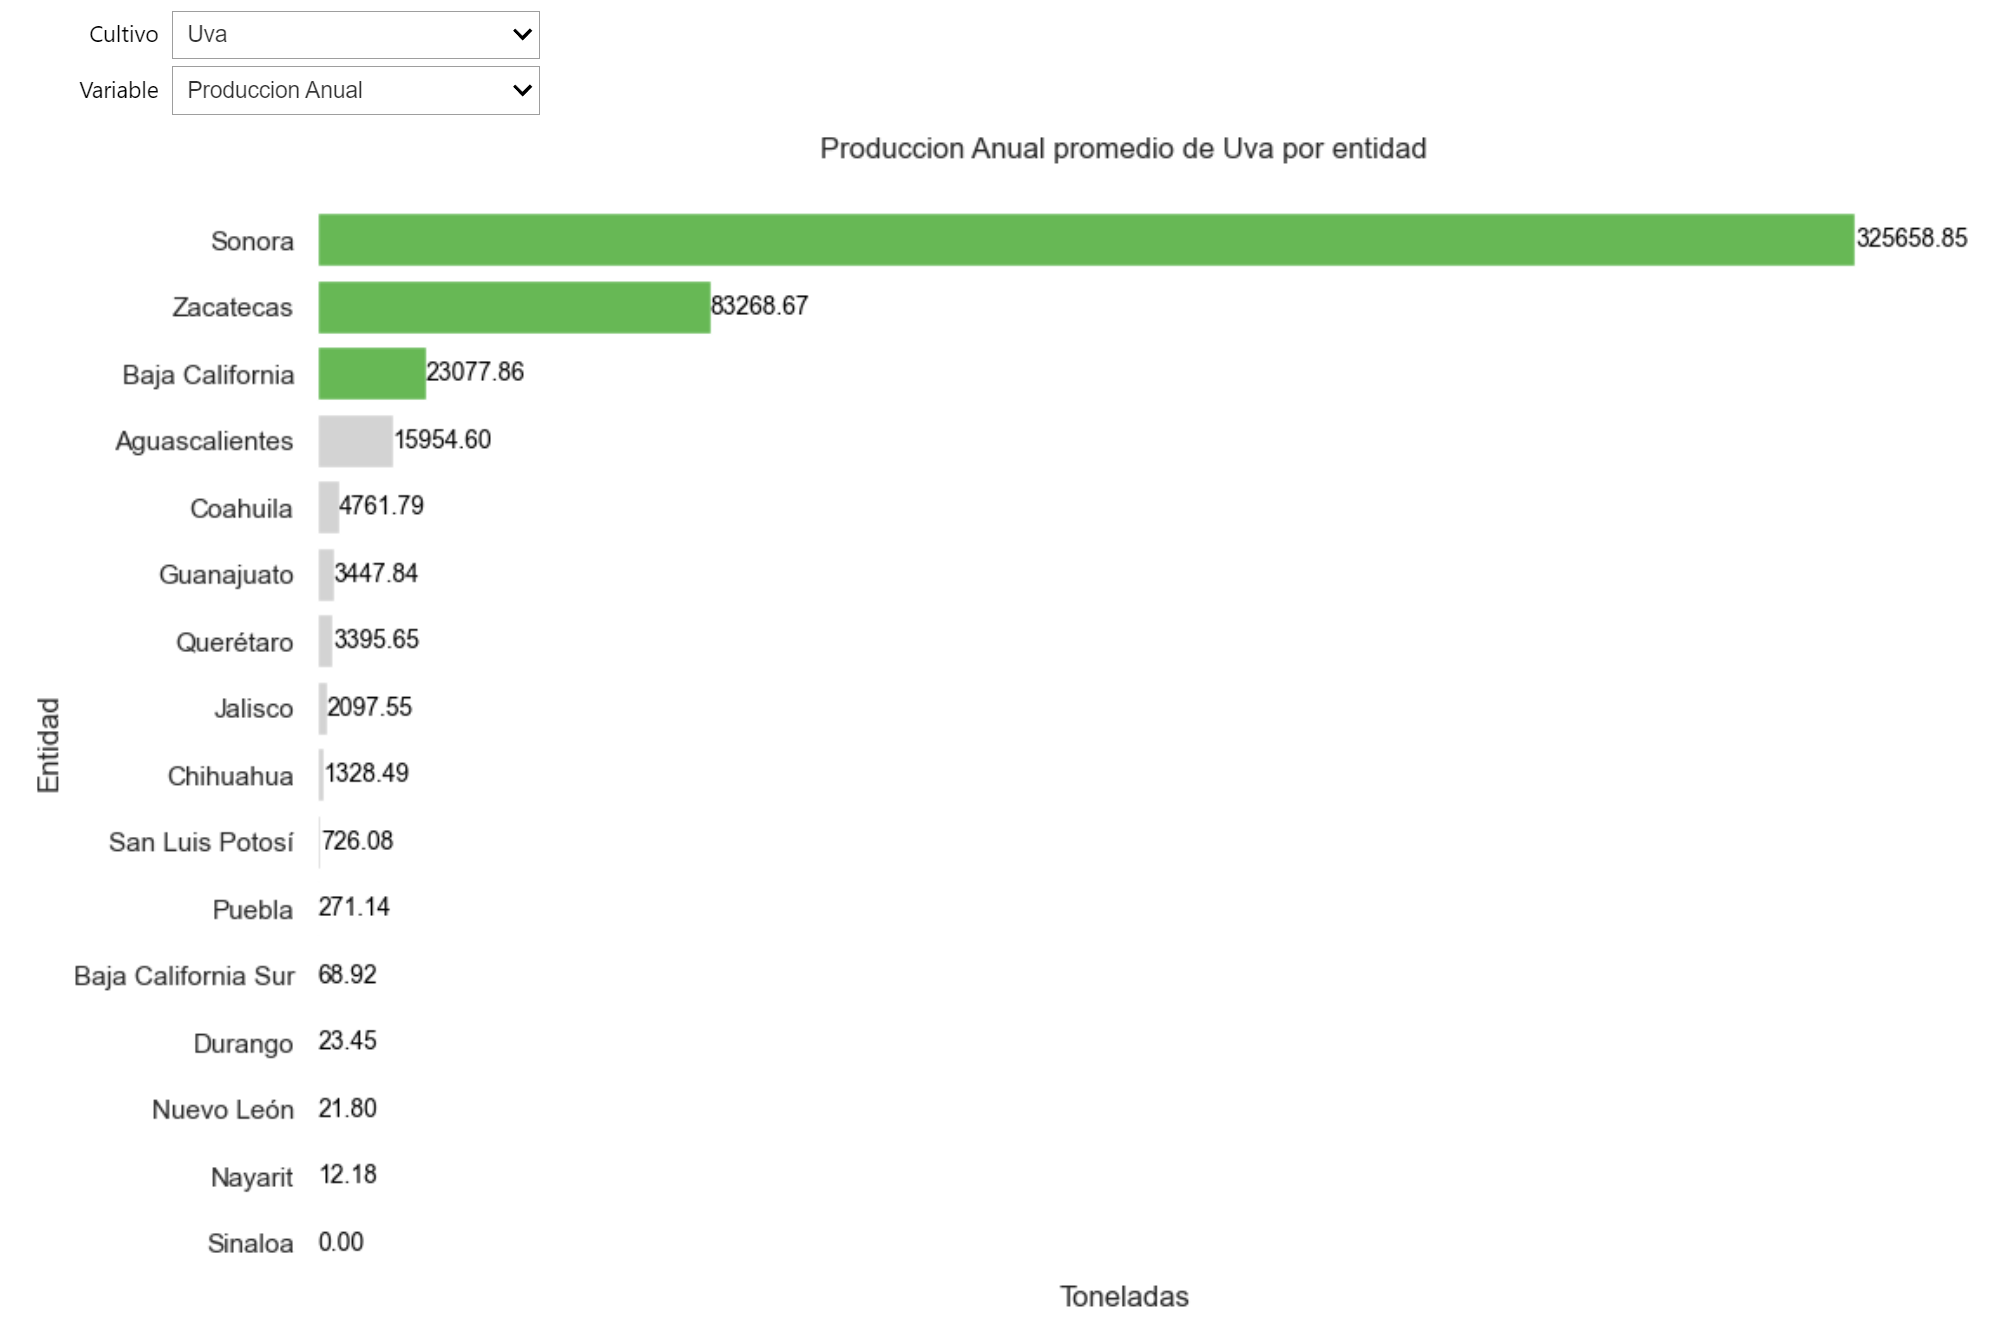 Cultivo Uva
Variable Produccion Anual
Produccion Anual promedio de Uva por entidad
Sonora 325658.85
Zacatecas 83268.67
Baja California 23077.86
Aguascalientes 15954.60
Coahuila 4761.79
Guanajuato 3447.84
Querétaro 3395.65
Jalisco 2097.55
Chihuahua 1328.49
San Luis Potosí 726.08
Puebla 271.14
Baja California Sur 68.92
Durango 23.45
Nuevo León 21.80
Nayarit 12.18
Sinaloa 0.00
Entidad
Toneladas